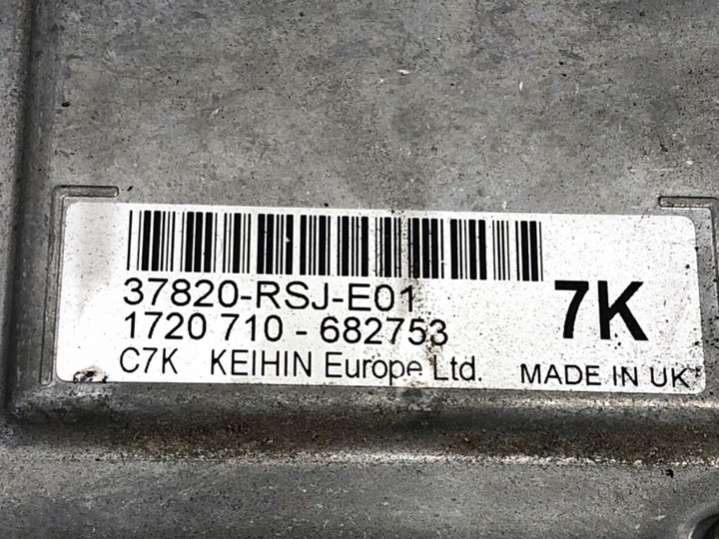 37820-RSJ-E01
1720 710 - 682753
7K
C7K KEIHIN Europe Ltd.
MADE IN UK